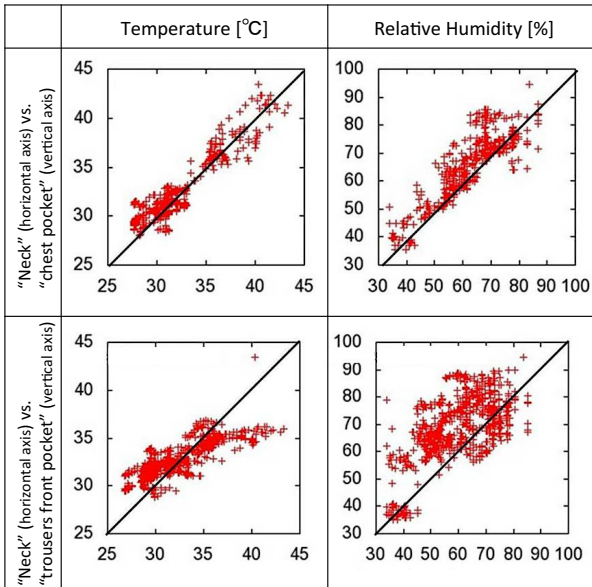 Temperature [℃]
Relative Humidity [%]
“Neck” (horizontal axis) vs.
“chest pocket” (vertical axis)
45
40
35
30
25
25 30 35 40 45
100
90
80
70
60
50
40
30
30 40 50 60 70 80 90 100
“Neck” (horizontal axis) vs.
“trousers front pocket” (vertical axis)
45
40
35
30
25
25 30 35 40 45
100
90
80
70
60
50
40
30
30 40 50 60 70 80 90 100